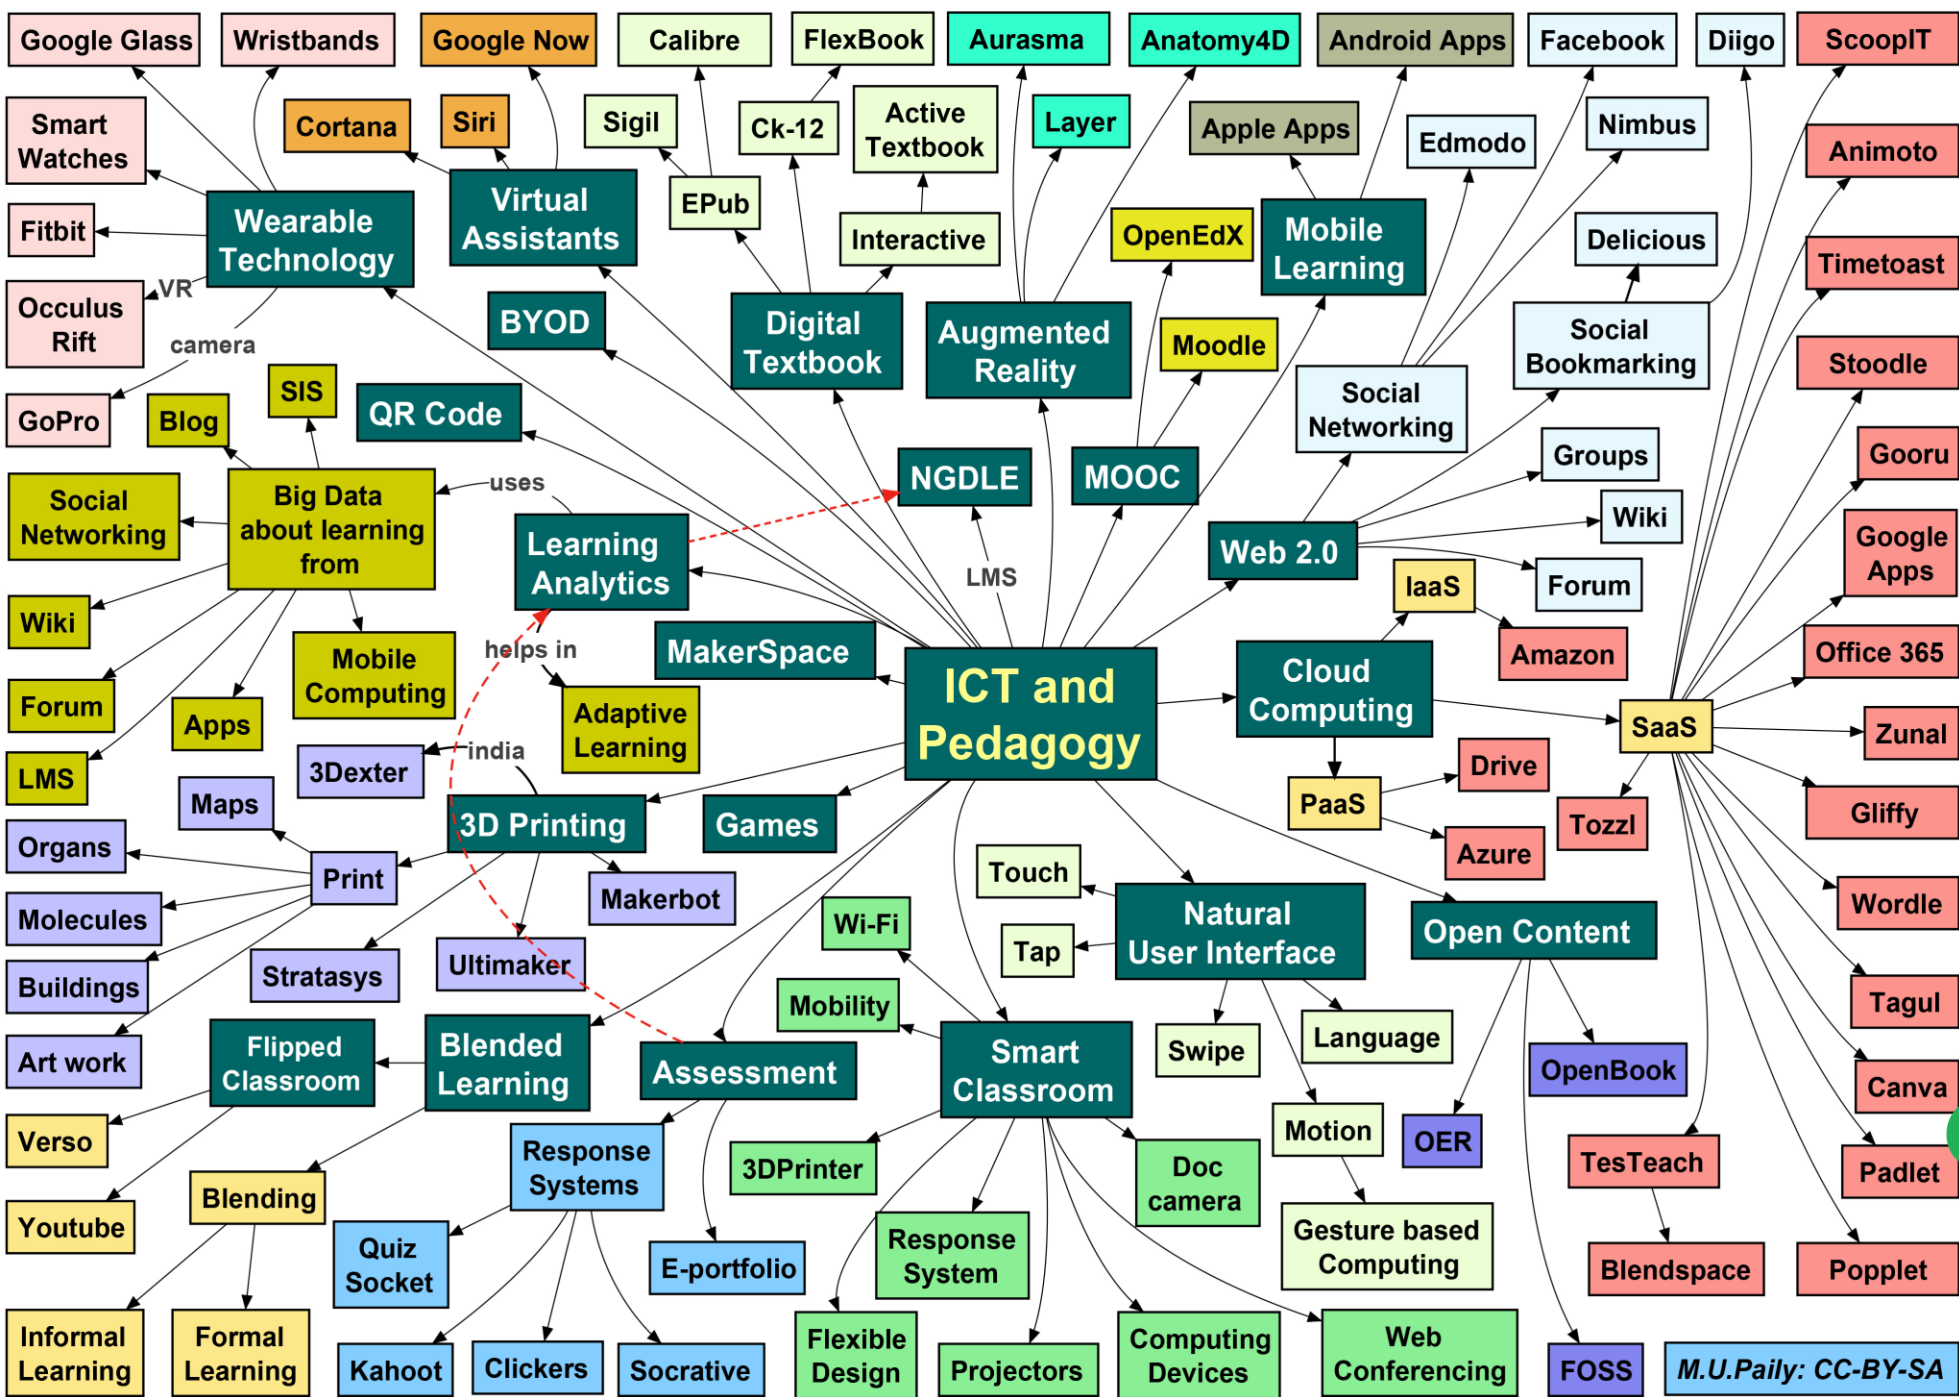 Google Glass
Wristbands
Google Now
Calibre
FlexBook
Aurasma
Anatomy4D
Android Apps
Facebook
Diigo
ScoopIT
Smart
Watches
Cortana
Siri
Sigil
Ck-12
Active
Textbook
Layer
Apple Apps
Edmodo
Nimbus
Animoto
Fitbit
Wearable
Technology
Virtual
Assistants
EPub
Interactive
OpenEdX
Mobile
Learning
Delicious
Timetoast
Occulus
Rift
VR
camera
BYOD
Digital
Textbook
Augmented
Reality
Moodle
Social
Bookmarking
Stoodle
GoPro
Blog
SIS
QR Code
Social
Networking
Groups
Gooru
Social
Networking
Big Data
about learning
from
uses
NGDLE
MOOC
Wiki
Learning
Analytics
LMS
Web 2.0
IaaS
Forum
Google
Apps
Wiki
Mobile
Computing
helps in
MakerSpace
ICT and
Pedagogy
Cloud
Computing
Amazon
Office 365
Forum
Apps
Adaptive
Learning
SaaS
Zunal
LMS
3Dexter
india
PaaS
Drive
Tozzl
Gliffy
Maps
3D Printing
Games
Azure
Organs
Print
Makerbot
Touch
Natural
User Interface
Open Content
Wordle
Molecules
Wi-Fi
Tap
Buildings
Stratasys
Ultimaker
Mobility
Swipe
Language
Tagul
Art work
Flipped
Classroom
Blended
Learning
Assessment
Smart
Classroom
OpenBook
Canva
Verso
Response
Systems
3DPrinter
Doc
camera
Motion
OER
TesTeach
Padlet
Youtube
Blending
Quiz
Socket
E-portfolio
Response
System
Gesture based
Computing
Blendspace
Popplet
Informal
Learning
Formal
Learning
Kahoot
Clickers
Socrative
Flexible
Design
Projectors
Computing
Devices
Web
Conferencing
FOSS
M.U.Paily: CC-BY-SA